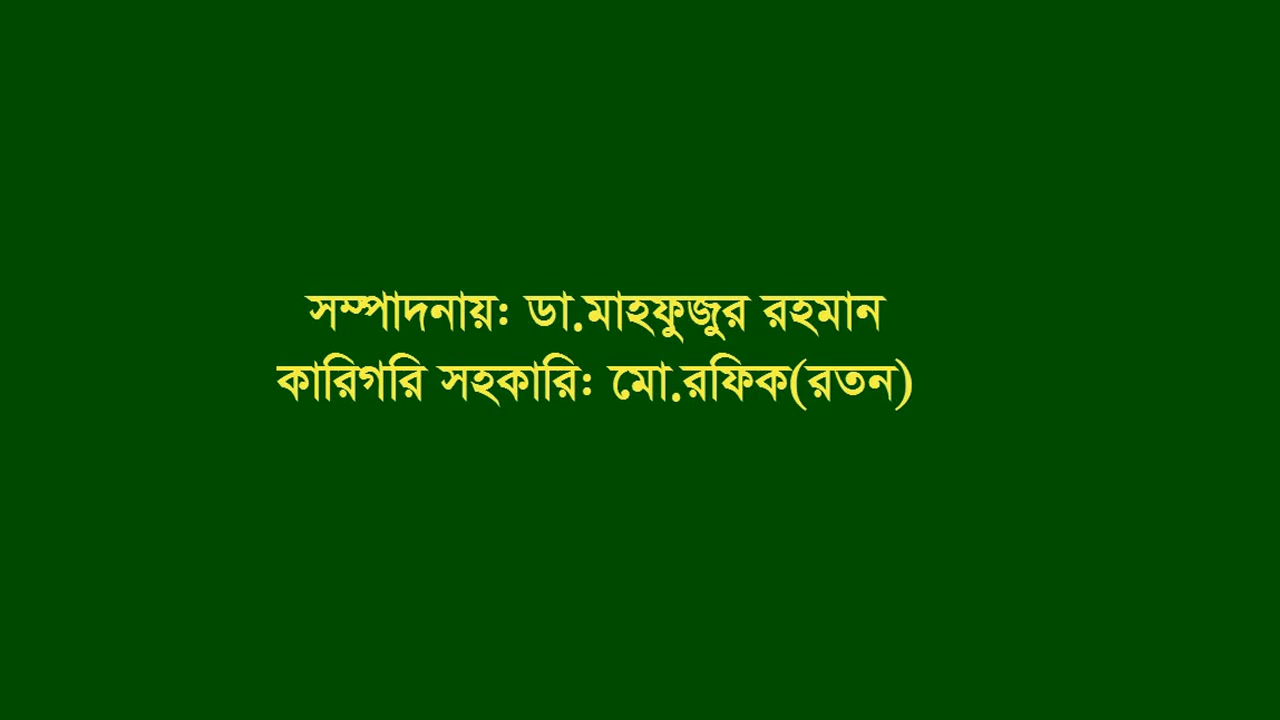 সম্পাদনায়ঃ ডা.মাহফুজুর রহমান
কারিগরি সহকারিঃ মো.রফিক(রতন)